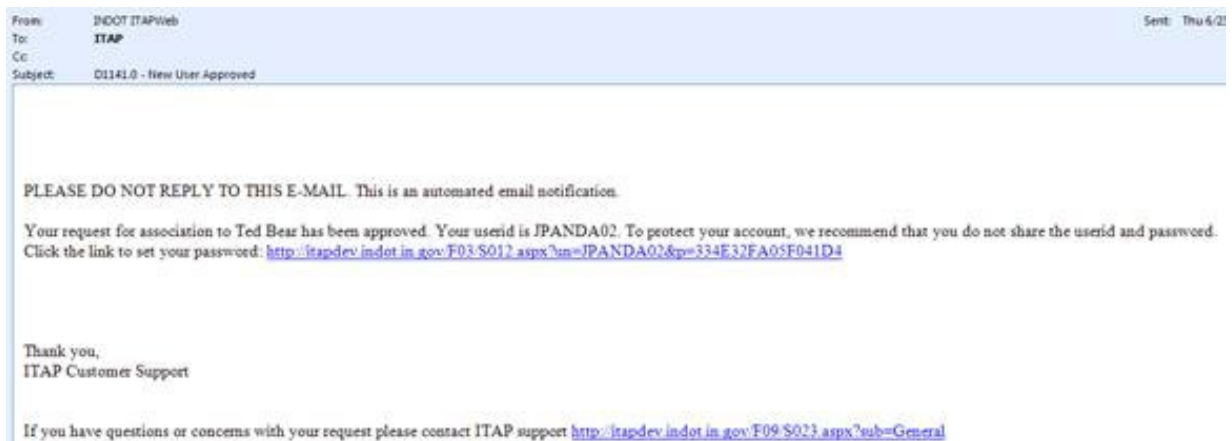 From: INDOT ITAPWeb Sent: Thu 6/23
To: ITAP
Cc:
Subject: D1141.0 - New User Approved
PLEASE DO NOT REPLY TO THIS E-MAIL. This is an automated email notification.
Your request for association to Ted Bear has been approved. Your userid is JPANDA02. To protect your account, we recommend that you do not share the userid and password.
Click the link to set your password: http://itapdev.indot.in.gov/F03/S012.aspx?un=JPANDA02&p=334E32FA05F041D4
Thank you,
ITAP Customer Support
If you have questions or concerns with your request please contact ITAP support http://itapdev.indot.in.gov/F09/S023.aspx?sub=General